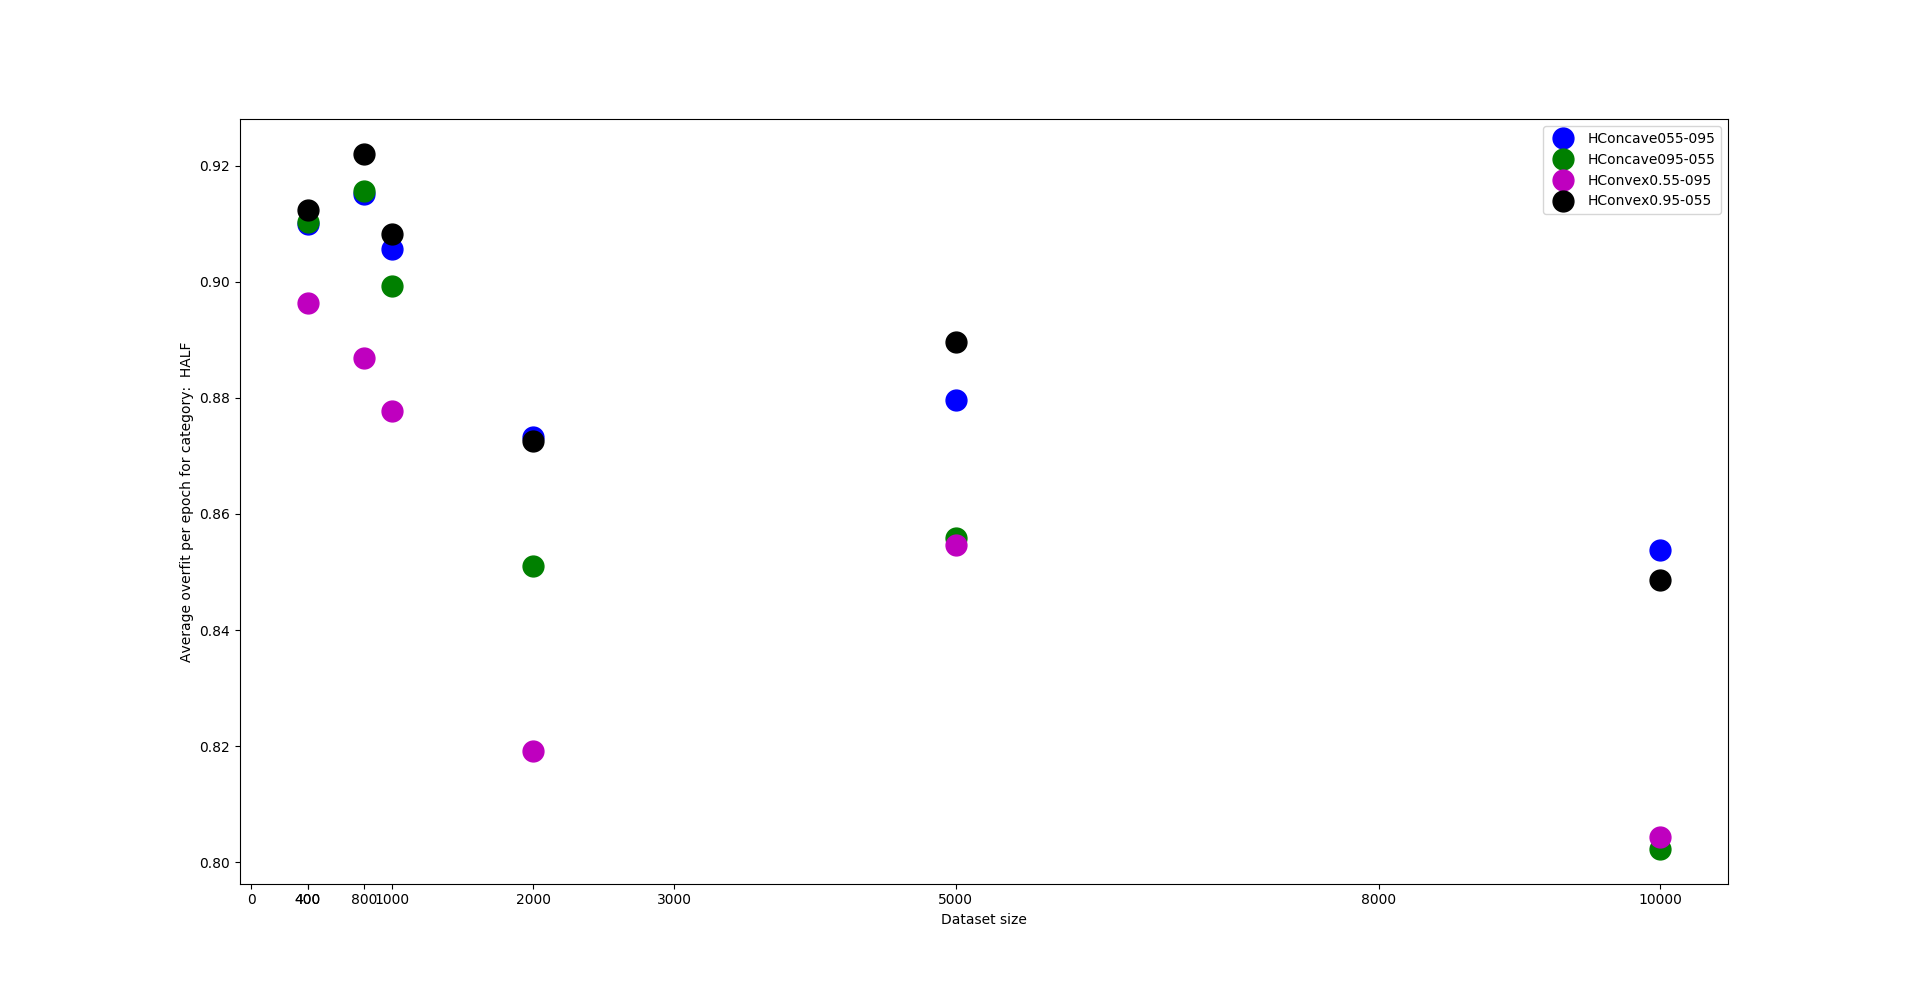 HConcave055-095
HConcave095-055
HConvex0.55-095
HConvex0.95-055
0.92
0.90
0.88
0.86
0.84
0.82
0.80
Average overfit per epoch for category:  HALF
0 400 800 1000 2000 3000 5000 8000 10000
Dataset size